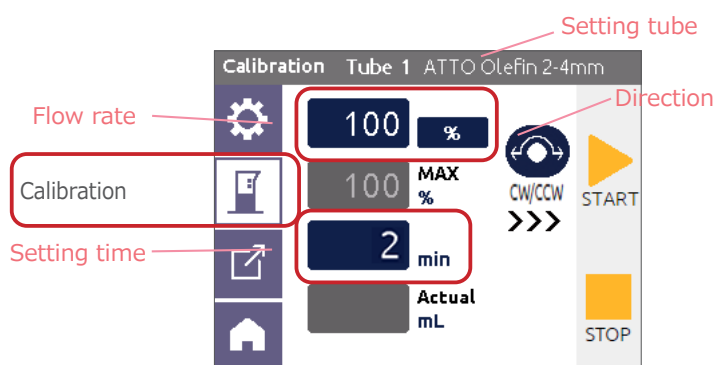 Setting tube
Calibration Tube 1 ATTO Olefin 2-4mm
Flow rate
Direction
100 %
Calibration
100 MAX %
CW/CCW
>>>
START
Setting time
2 min
Actual mL
STOP